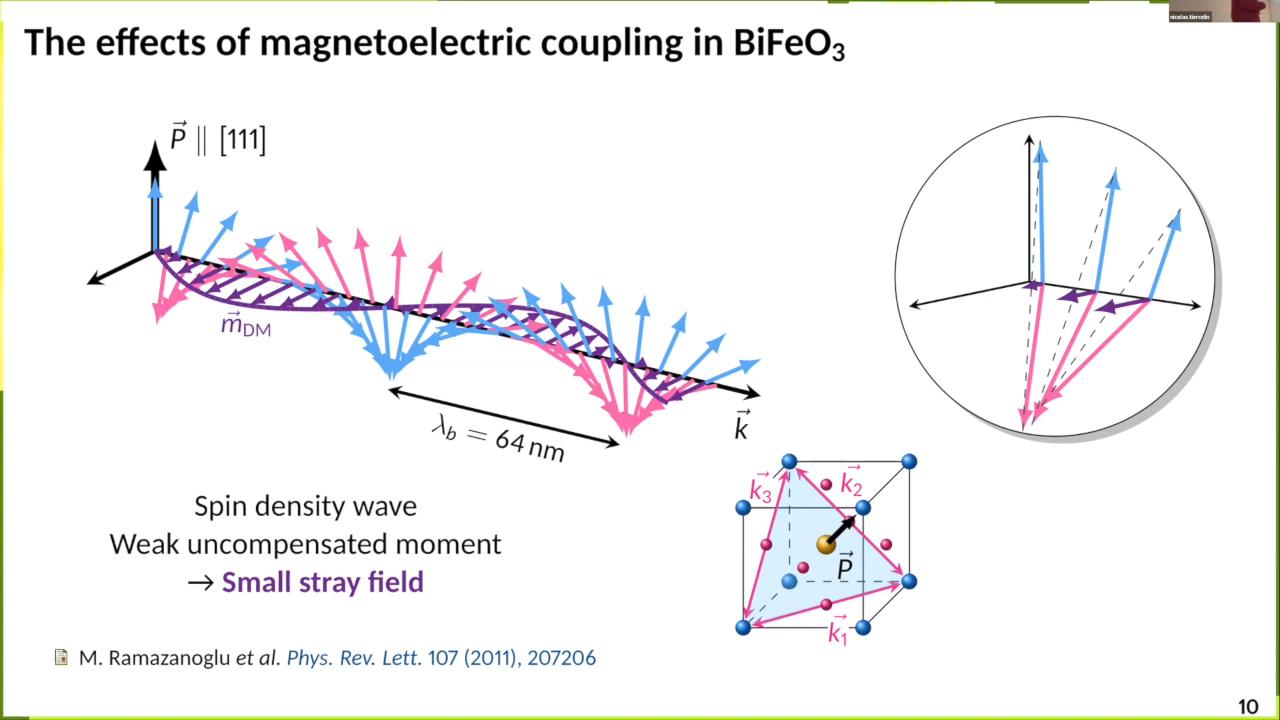 nicolas.tiercelin
The effects of magnetoelectric coupling in BiFeO₃
P⃗ ∥ [111]
m⃗DM
λb = 64 nm
k⃗
k⃗₃
k⃗₂
P⃗
k⃗₁
Spin density wave
Weak uncompensated moment
→ Small stray field
M. Ramazanoglu et al. Phys. Rev. Lett. 107 (2011), 207206
10